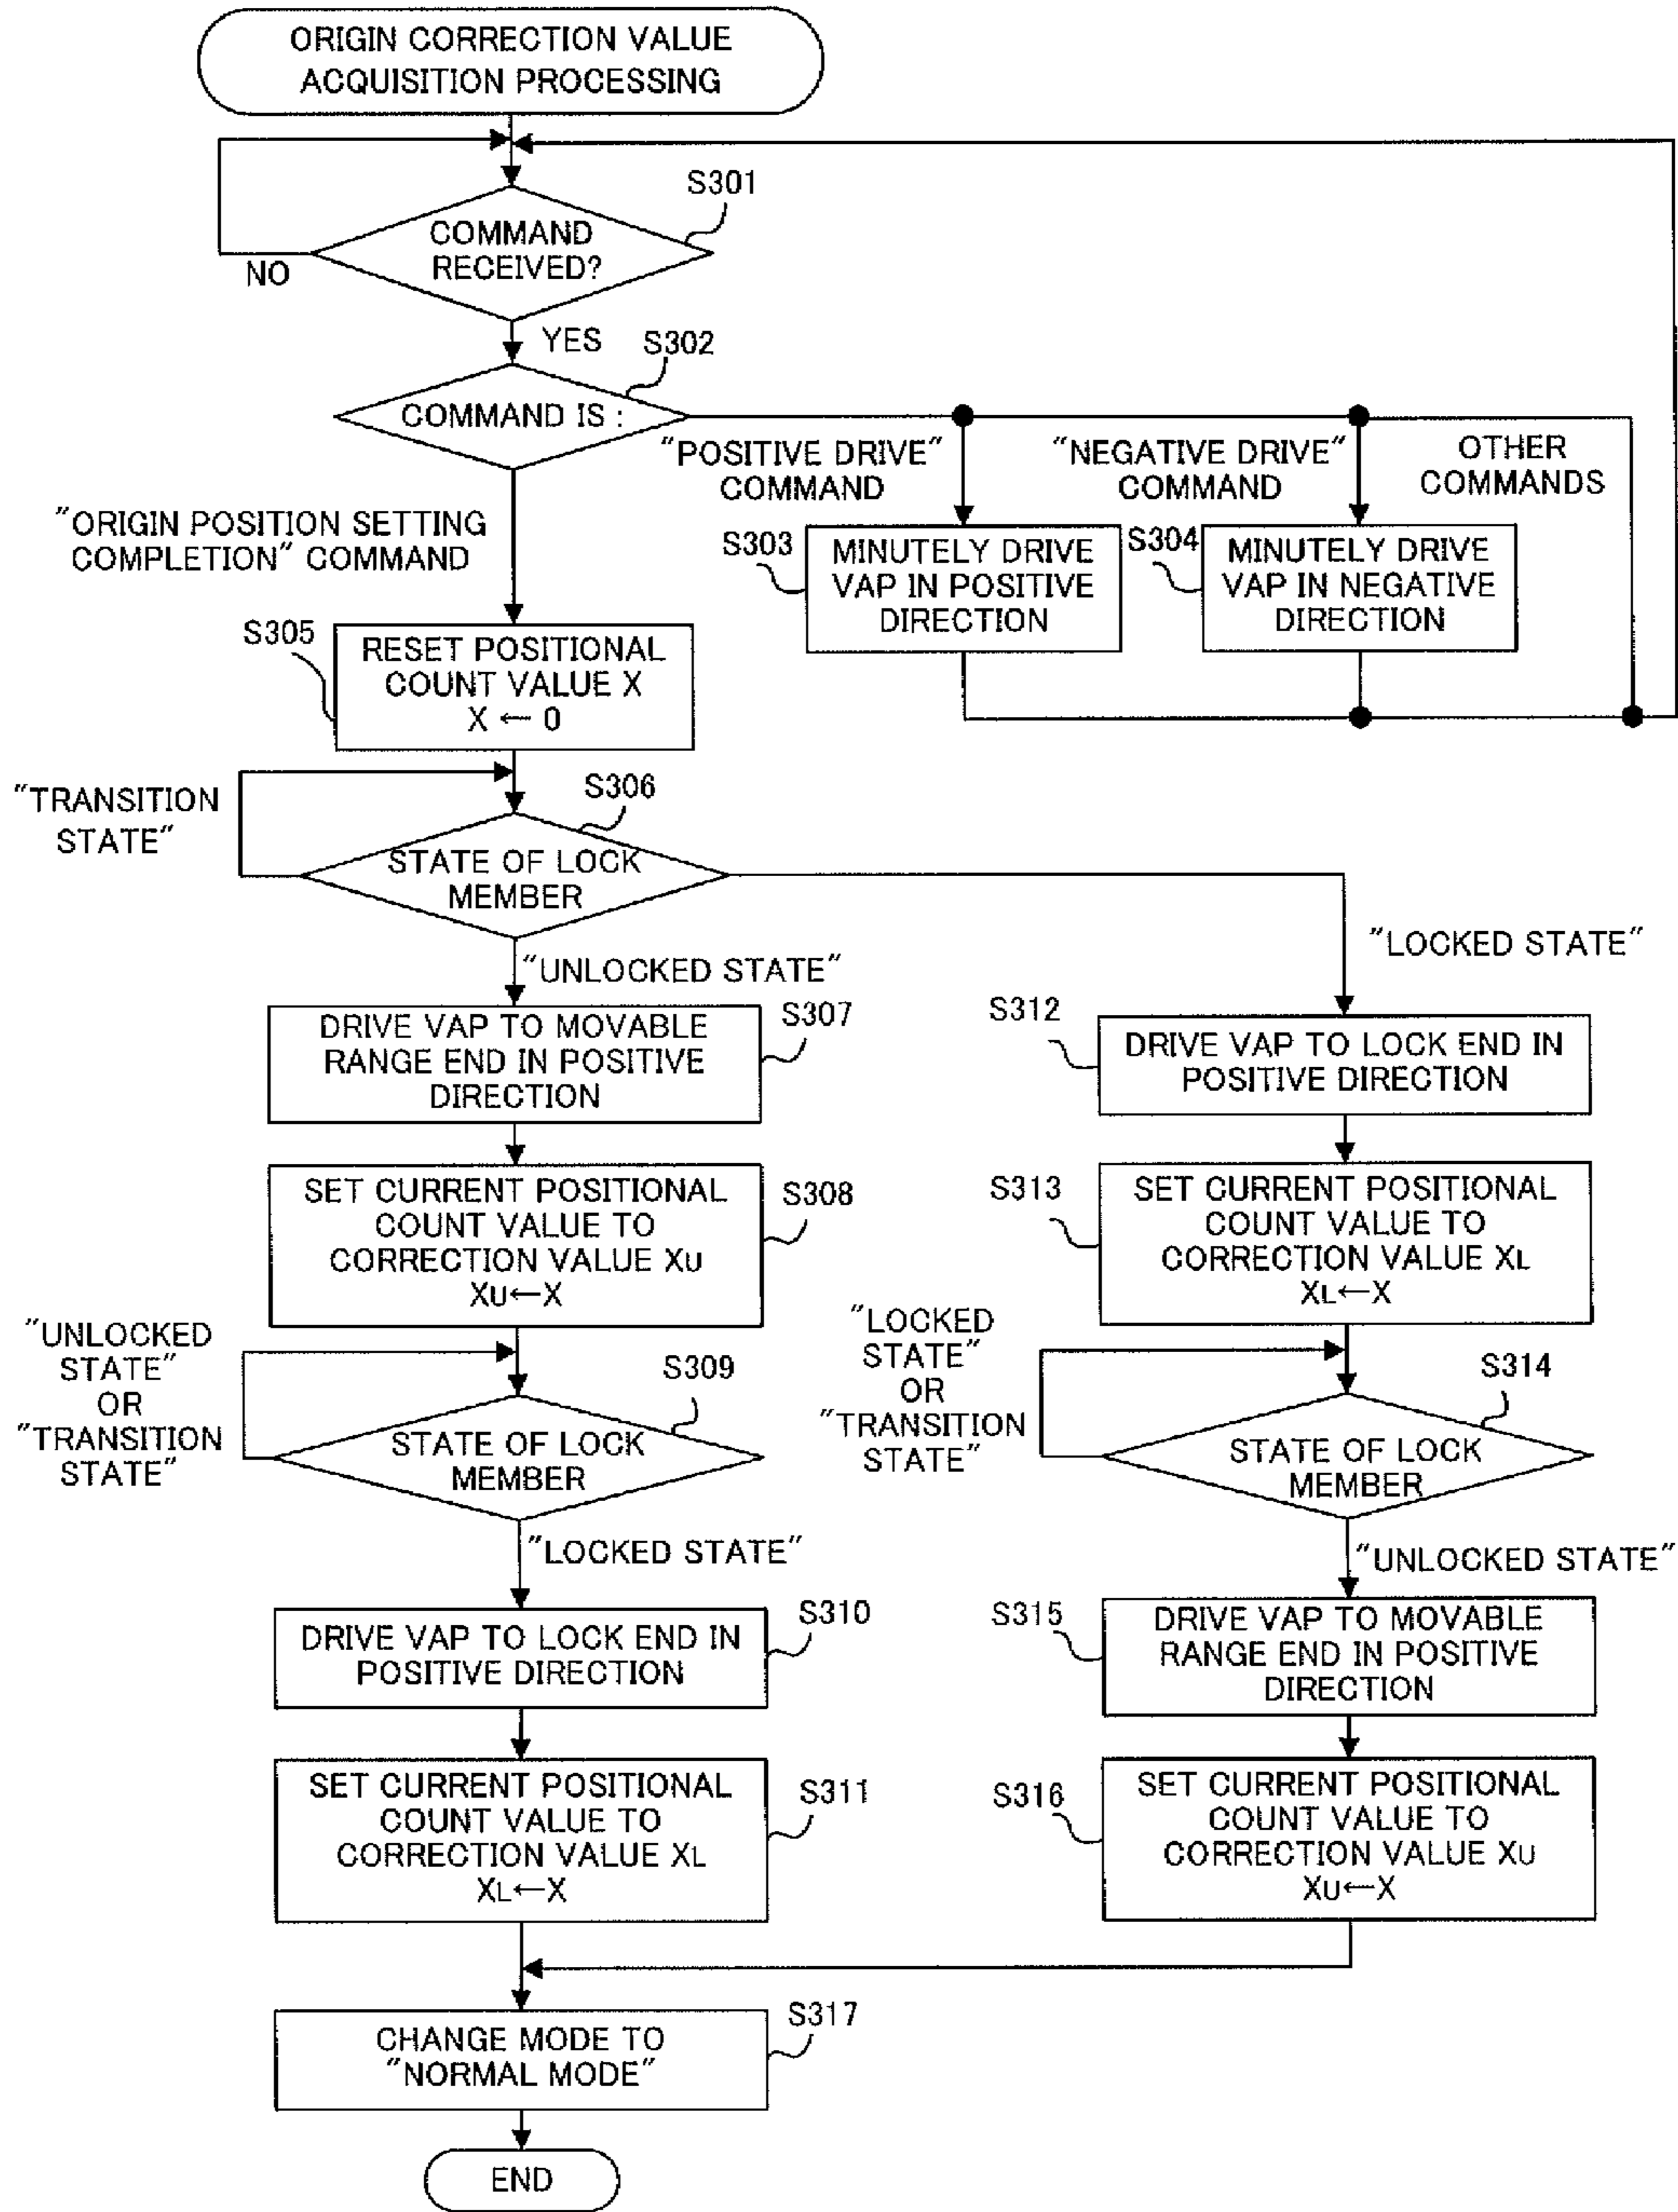 ORIGIN CORRECTION VALUE
ACQUISITION PROCESSING
S301
COMMAND
RECEIVED?
NO
YES
S302
COMMAND IS :
"POSITIVE DRIVE"
COMMAND
"NEGATIVE DRIVE"
COMMAND
OTHER
COMMANDS
"ORIGIN POSITION SETTING
COMPLETION" COMMAND
S303
MINUTELY DRIVE
VAP IN POSITIVE
DIRECTION
S304
MINUTELY DRIVE
VAP IN NEGATIVE
DIRECTION
S305
RESET POSITIONAL
COUNT VALUE X
X ← 0
"TRANSITION
STATE"
S306
STATE OF LOCK
MEMBER
"LOCKED STATE"
"UNLOCKED STATE"
S307
DRIVE VAP TO MOVABLE
RANGE END IN POSITIVE
DIRECTION
S312
DRIVE VAP TO LOCK END IN
POSITIVE DIRECTION
S308
SET CURRENT POSITIONAL
COUNT VALUE TO
CORRECTION VALUE XU
XU←X
S313
SET CURRENT POSITIONAL
COUNT VALUE TO
CORRECTION VALUE XL
XL←X
"UNLOCKED
STATE"
OR
"TRANSITION
STATE"
S309
STATE OF LOCK
MEMBER
"LOCKED
STATE"
OR
"TRANSITION
STATE"
S314
STATE OF LOCK
MEMBER
"LOCKED STATE"
"UNLOCKED STATE"
S310
DRIVE VAP TO LOCK END IN
POSITIVE DIRECTION
S315
DRIVE VAP TO MOVABLE
RANGE END IN POSITIVE
DIRECTION
S311
SET CURRENT POSITIONAL
COUNT VALUE TO
CORRECTION VALUE XL
XL←X
S316
SET CURRENT POSITIONAL
COUNT VALUE TO
CORRECTION VALUE XU
XU←X
S317
CHANGE MODE TO
"NORMAL MODE"
END